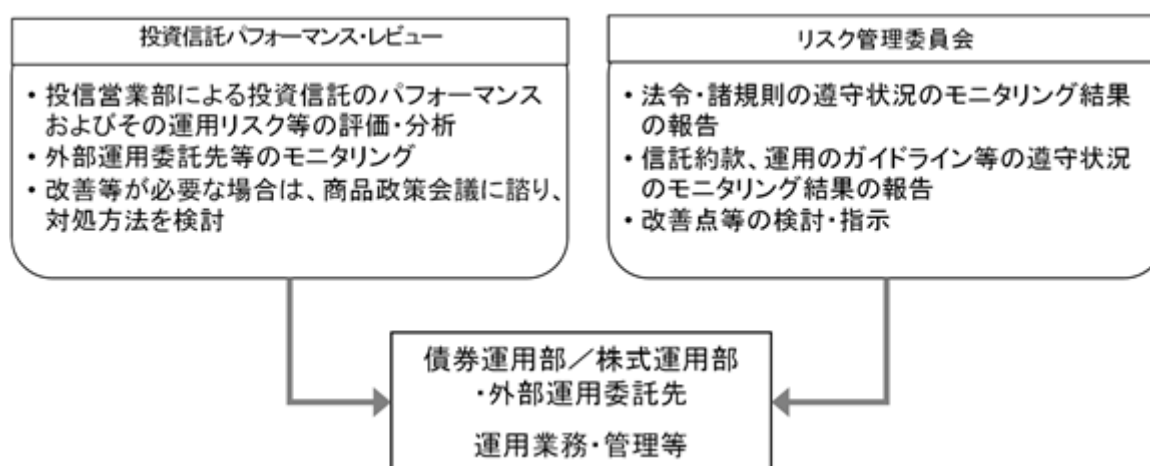 投資信託パフォーマンス・レビュー
・投信営業部による投資信託のパフォーマンス
およびその運用リスク等の評価・分析
・外部運用委託先等のモニタリング
・改善等が必要な場合は、商品政策会議に諮り、
対処方法を検討
リスク管理委員会
・法令・諸規則の遵守状況のモニタリング結果
の報告
・信託約款、運用のガイドライン等の遵守状況
のモニタリング結果の報告
・改善点等の検討・指示
債券運用部／株式運用部
・外部運用委託先
運用業務・管理等